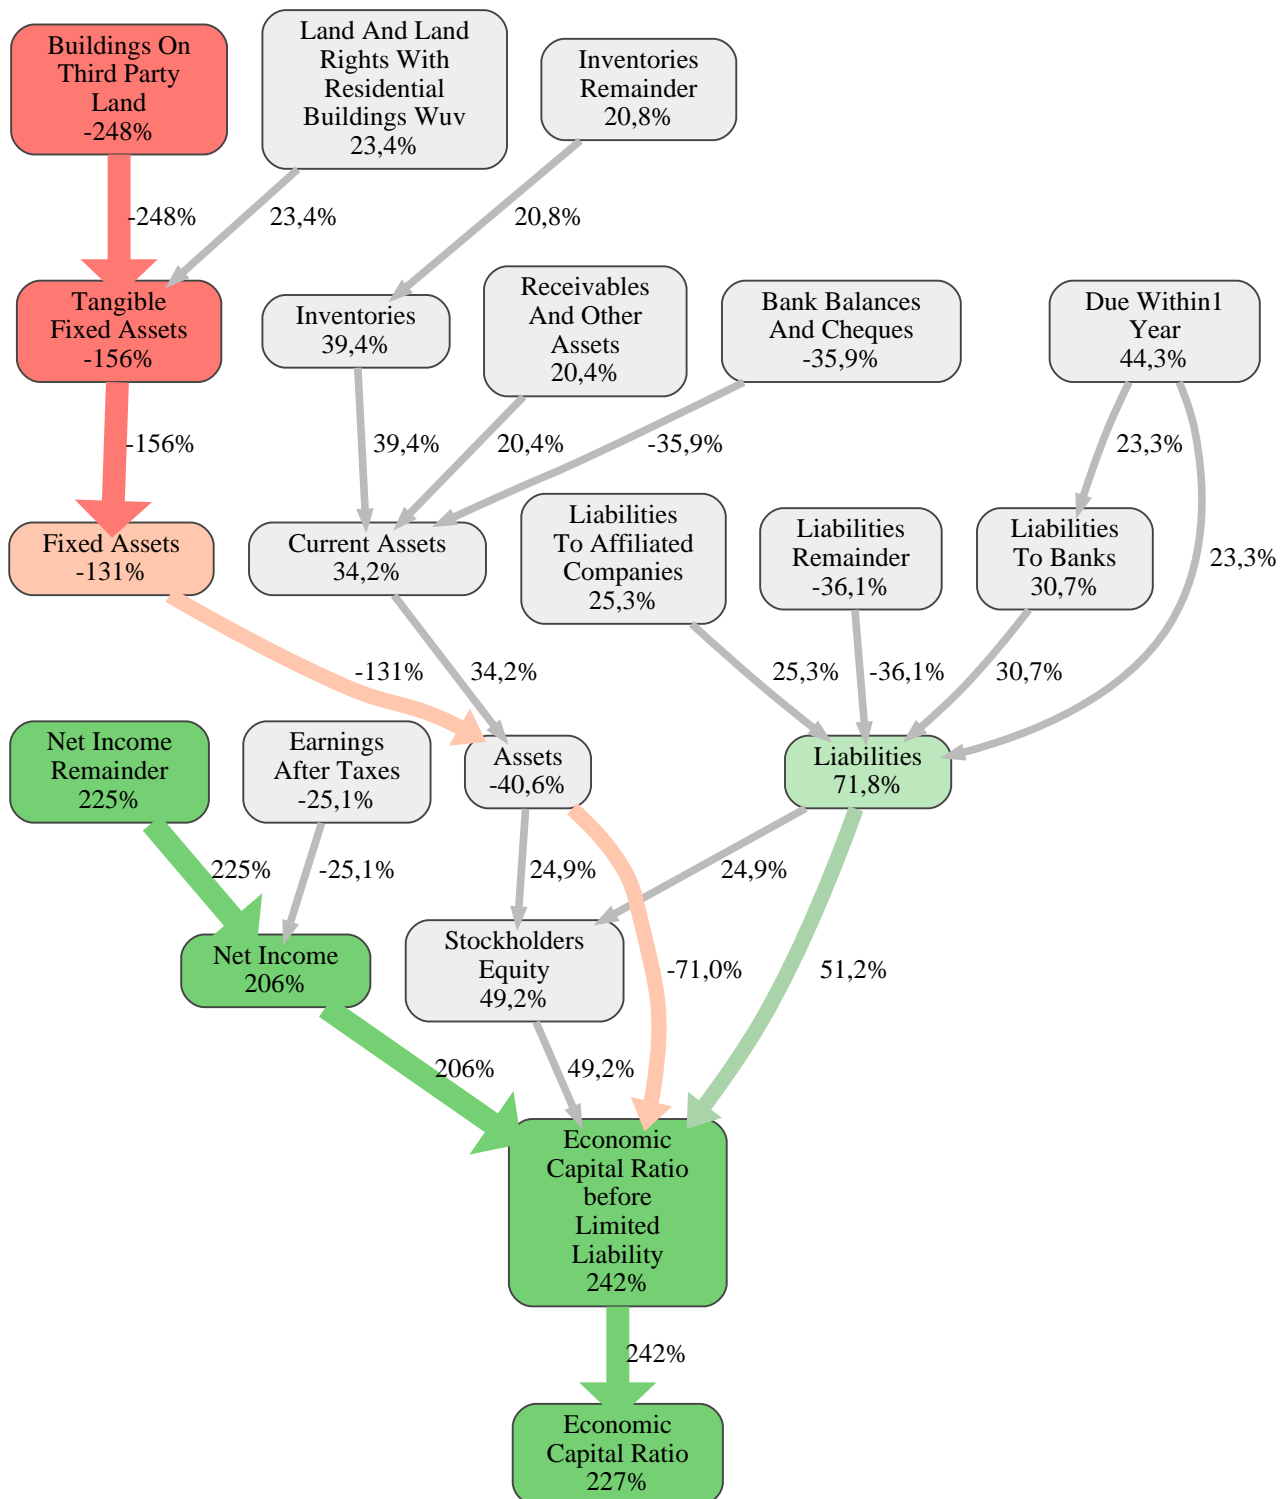 Buildings On
Third Party
Land
-248%
Land And Land
Rights With
Residential
Buildings Wuv
23,4%
Inventories
Remainder
20,8%
-248%
23,4%
20,8%
Tangible
Fixed Assets
-156%
Inventories
39,4%
Receivables
And Other
Assets
20,4%
Bank Balances
And Cheques
-35,9%
Due Within1
Year
44,3%
-156%
39,4%
20,4%
-35,9%
23,3%
23,3%
Fixed Assets
-131%
Current Assets
34,2%
Liabilities
To Affiliated
Companies
25,3%
Liabilities
Remainder
-36,1%
Liabilities
To Banks
30,7%
-131%
34,2%
25,3%
-36,1%
30,7%
Net Income
Remainder
225%
Earnings
After Taxes
-25,1%
Assets
-40,6%
Liabilities
71,8%
225%
-25,1%
24,9%
24,9%
Net Income
206%
Stockholders
Equity
49,2%
-71,0%
51,2%
206%
49,2%
Economic
Capital Ratio
before
Limited
Liability
242%
242%
Economic
Capital Ratio
227%